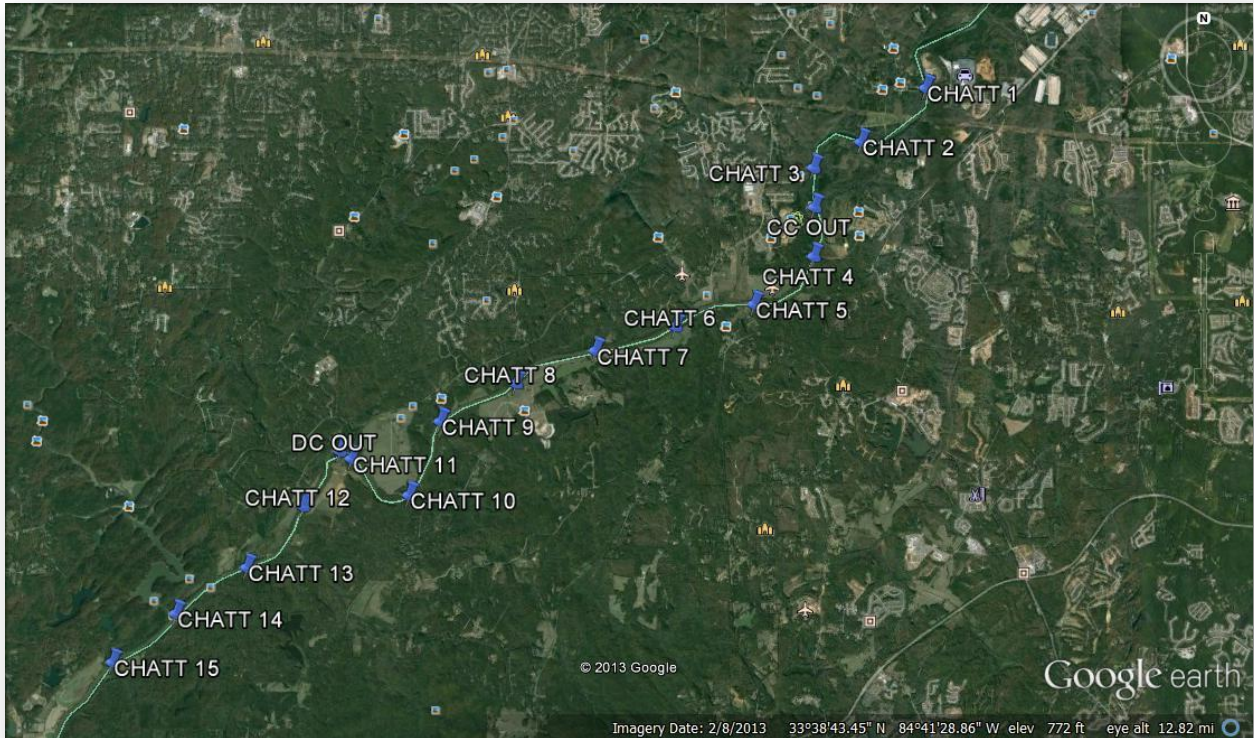 N
CHATT 1
CHATT 2
CHATT 3
CC OUT
CHATT 4
CHATT 5
CHATT 6
CHATT 7
CHATT 8
CHATT 9
DC OUT
CHATT 11
CHATT 10
CHATT 12
CHATT 13
CHATT 14
CHATT 15
© 2013 Google
Google earth
Imagery Date: 2/8/2013 33°38'43.45" N 84°41'28.86" W elev 772 ft eye alt 12.82 mi